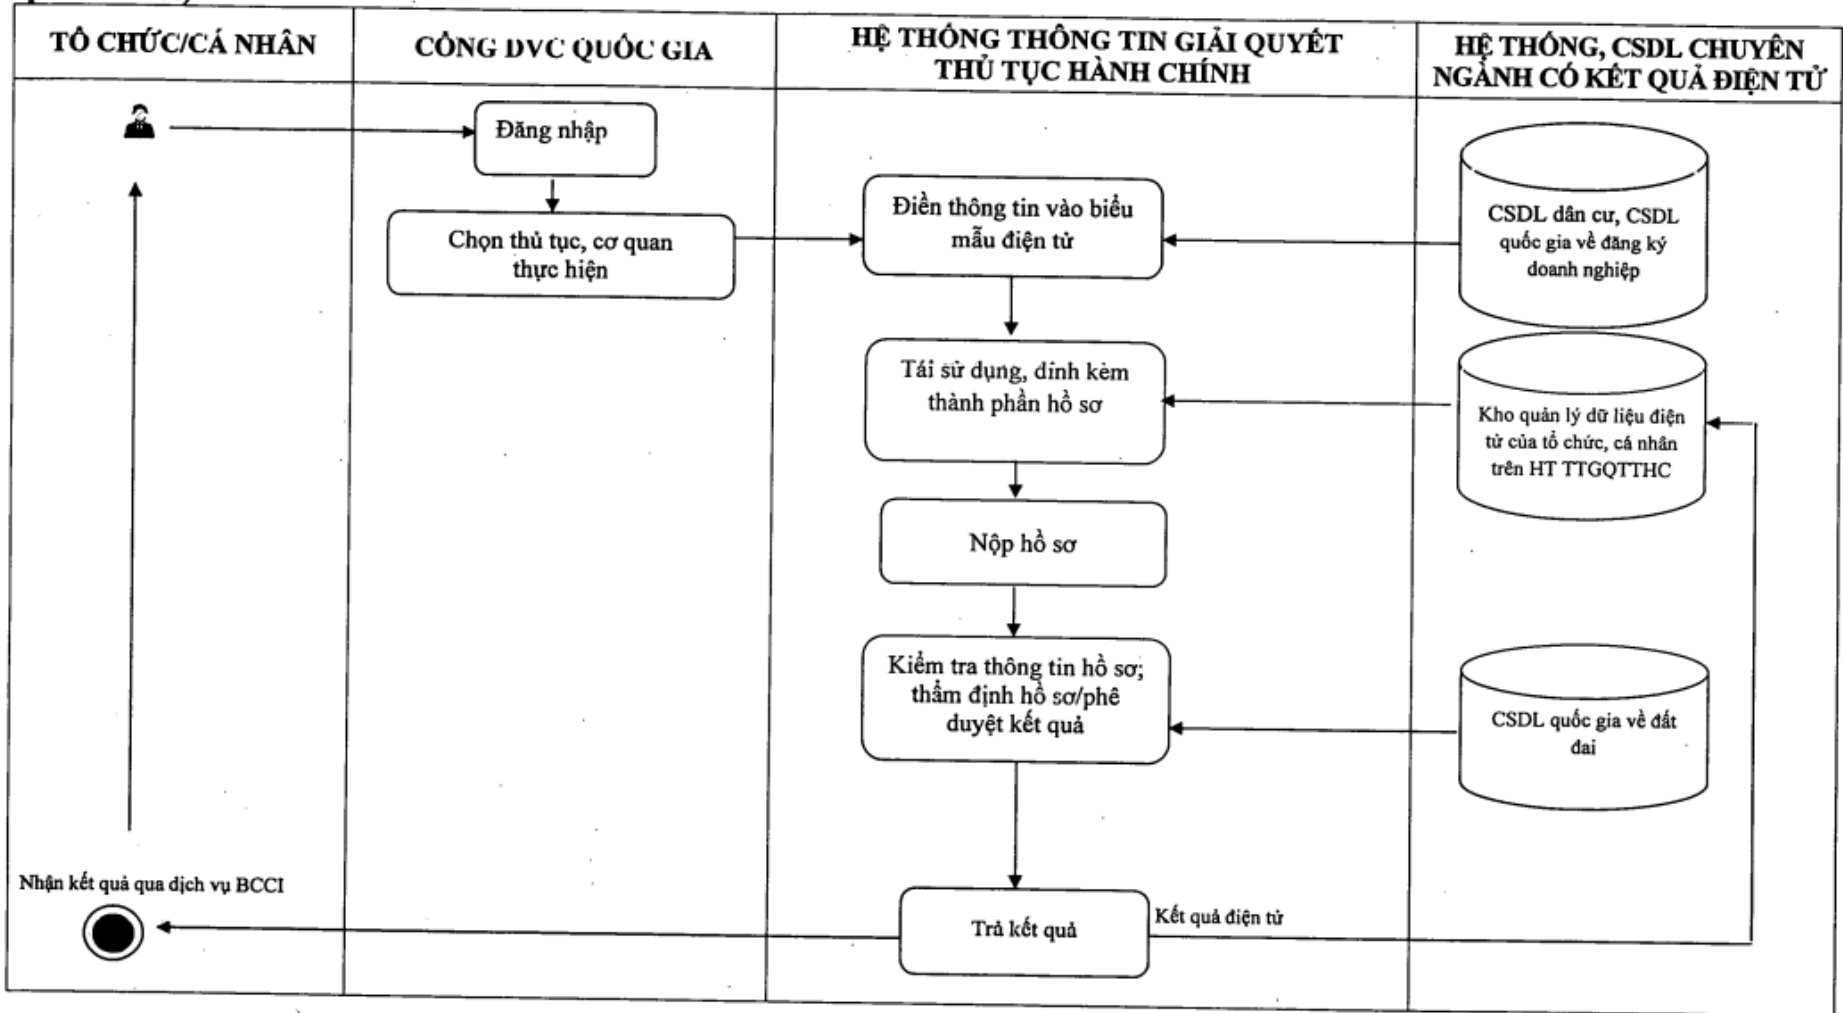 TỔ CHỨC/CÁ NHÂN
CỔNG DVC QUỐC GIA
HỆ THỐNG THÔNG TIN GIẢI QUYẾT
THỦ TỤC HÀNH CHÍNH
HỆ THỐNG, CSDL CHUYÊN
NGÀNH CÓ KẾT QUẢ ĐIỆN TỬ
Đăng nhập
Chọn thủ tục, cơ quan
thực hiện
Điền thông tin vào biểu
mẫu điện tử
CSDL dân cư, CSDL
quốc gia về đăng ký
doanh nghiệp
Tái sử dụng, đính kèm
thành phần hồ sơ
Kho quản lý dữ liệu điện
tử của tổ chức, cá nhân
trên HT TTGQTTHC
Nộp hồ sơ
Kiểm tra thông tin hồ sơ;
thẩm định hồ sơ/phê
duyệt kết quả
CSDL quốc gia về đất
đai
Nhận kết quả qua dịch vụ BCCI
Trả kết quả
Kết quả điện tử